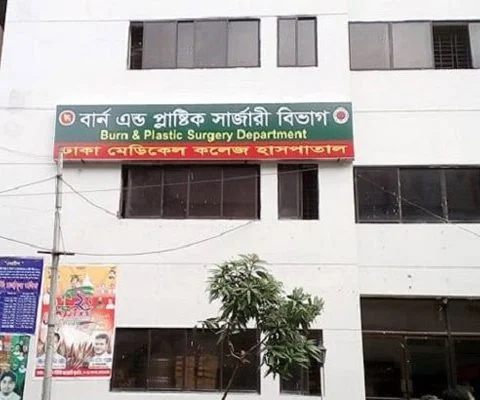 বার্ন এন্ড প্লাষ্টিক সার্জারী বিভাগ
Burn & Plastic Surgery Department
ঢাকা মেডিকেল কলেজ হাসপাতাল